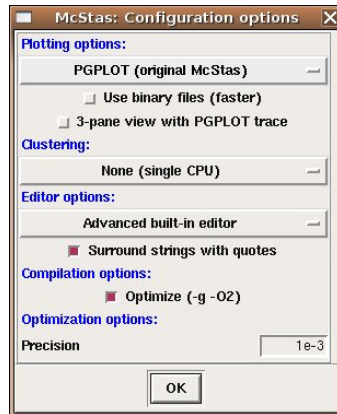 McStas: Configuration options
Plotting options:
PGPLOT (original McStas)
Use binary files (faster)
3-pane view with PGPLOT trace
Clustering:
None (single CPU)
Editor options:
Advanced built-in editor
Surround strings with quotes
Compilation options:
Optimize (-g -O2)
Optimization options:
Precision 1e-3
OK